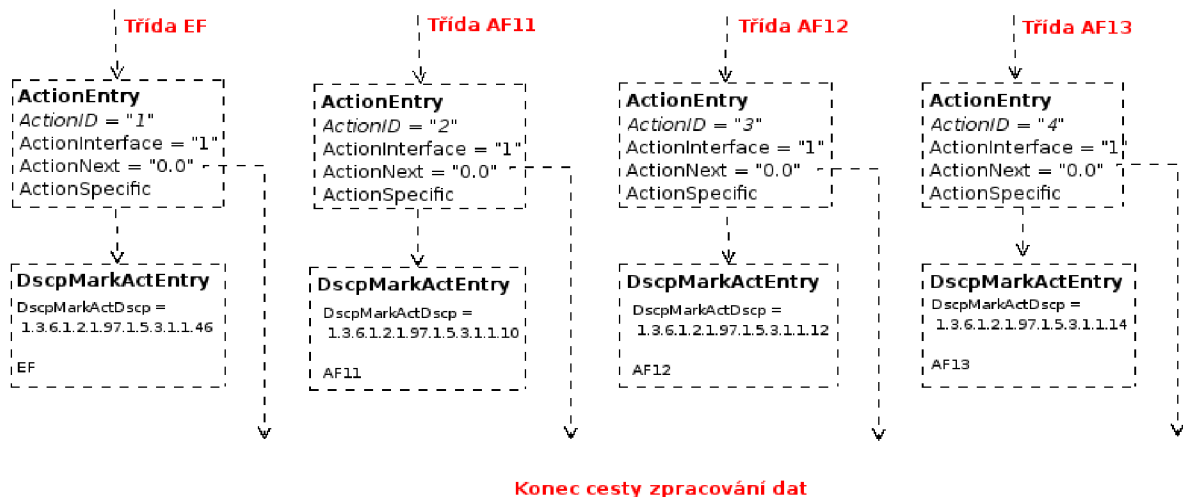 Třída EF
ActionEntry
ActionID = "1"
ActionInterface = "1"
ActionNext = "0.0"
ActionSpecific
DscpMarkActEntry
DscpMarkActDscp =
1.3.6.1.2.1.97.1.5.3.1.1.46
EF
Třída AF11
ActionEntry
ActionID = "2"
ActionInterface = "1"
ActionNext = "0.0"
ActionSpecific
DscpMarkActEntry
DscpMarkActDscp =
1.3.6.1.2.1.97.1.5.3.1.1.10
AF11
Třída AF12
ActionEntry
ActionID = "3"
ActionInterface = "1"
ActionNext = "0.0"
ActionSpecific
DscpMarkActEntry
DscpMarkActDscp =
1.3.6.1.2.1.97.1.5.3.1.1.12
AF12
Třída AF13
ActionEntry
ActionID = "4"
ActionInterface = "1
ActionNext = "0.0"
ActionSpecific
DscpMarkActEntry
DscpMarkActDscp =
1.3.6.1.2.1.97.1.5.3.1.1.14
AF13
Konec cesty zpracování dat